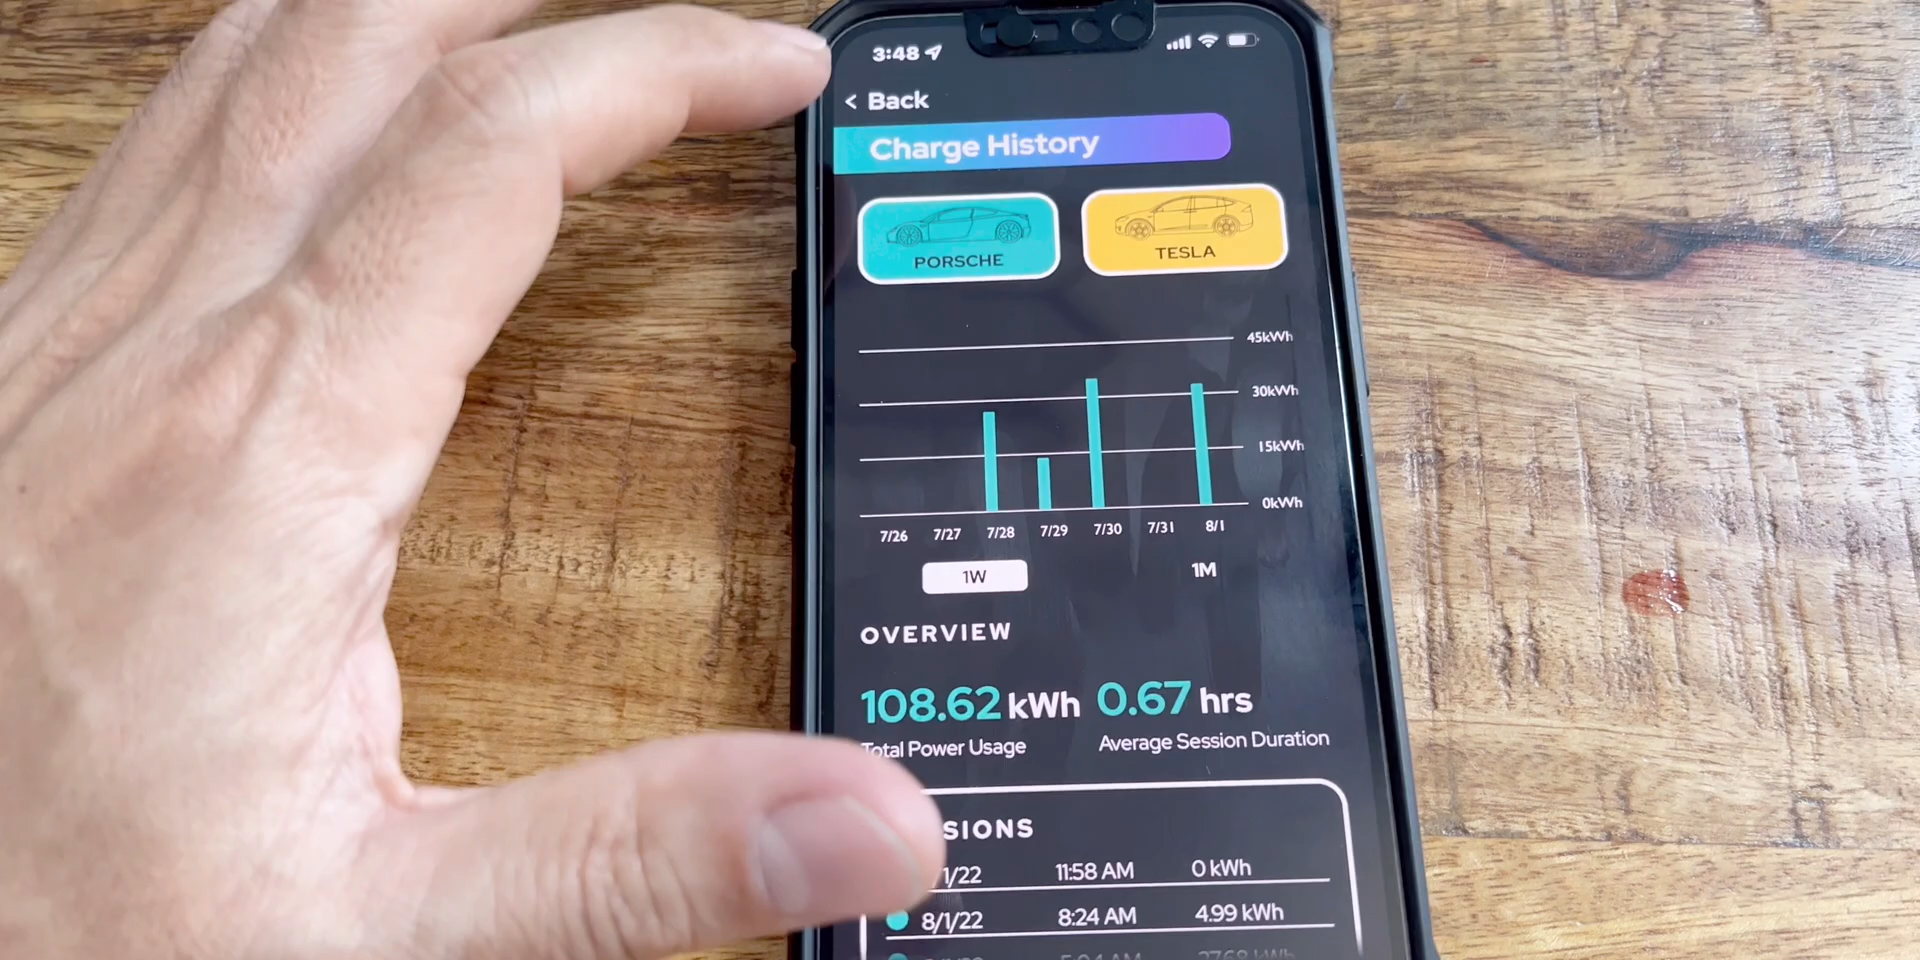 3:48
< Back
Charge History
PORSCHE
TESLA
45kWh
30kWh
15kWh
0kWh
7/26 7/27 7/28 7/29 7/30 7/31 8/1
1W 1M
OVERVIEW
108.62 kWh 0.67 hrs
Total Power Usage Average Session Duration
SIONS
1/22 11:58 AM 0 kWh
8/1/22 8:24 AM 4.99 kWh